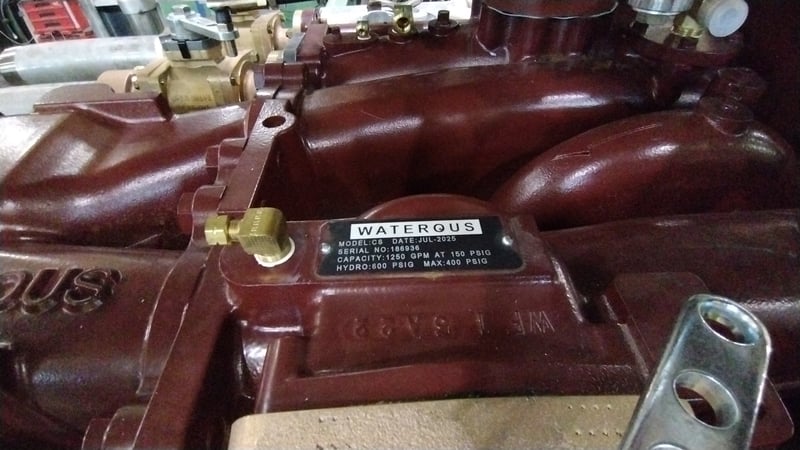 WATEROUS
MODEL:CS DATE:JUL-2025
SERIAL NO:186936
CAPACITY:1250 GPM AT 150 PSIG
HYDRO:600 PSIG MAX:400 PSIG
OUS